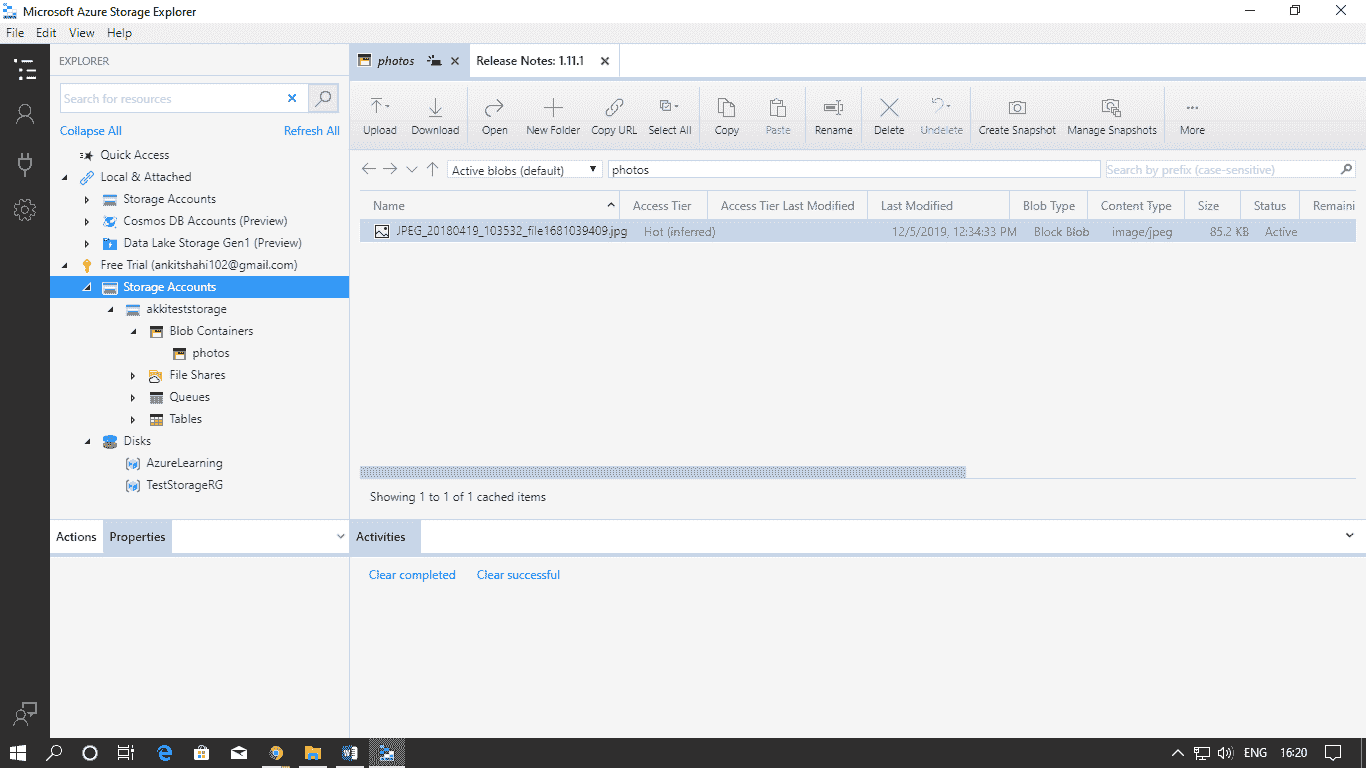 Microsoft Azure Storage Explorer
File Edit View Help
EXPLORER
Search for resources
Collapse All Refresh All
Quick Access
Local & Attached
Storage Accounts
Cosmos DB Accounts (Preview)
Data Lake Storage Gen1 (Preview)
Free Trial (ankitshahi102@gmail.com)
Storage Accounts
akkiteststorage
Blob Containers
photos
File Shares
Queues
Tables
Disks
AzureLearning
TestStorageRG
Actions Properties
photos Release Notes: 1.11.1
Upload Download Open New Folder Copy URL Select All Copy Paste Rename Delete Undelete Create Snapshot Manage Snapshots More
Active blobs (default) photos Search by prefix (case-sensitive)
Name Access Tier Access Tier Last Modified Last Modified Blob Type Content Type Size Status Remaini
JPEG_20180419_103532_file1681039409.jpg Hot (inferred) 12/5/2019, 12:34:33 PM Block Blob image/jpeg 85.2 KB Active
Showing 1 to 1 of 1 cached items
Activities
Clear completed Clear successful
ENG 16:20